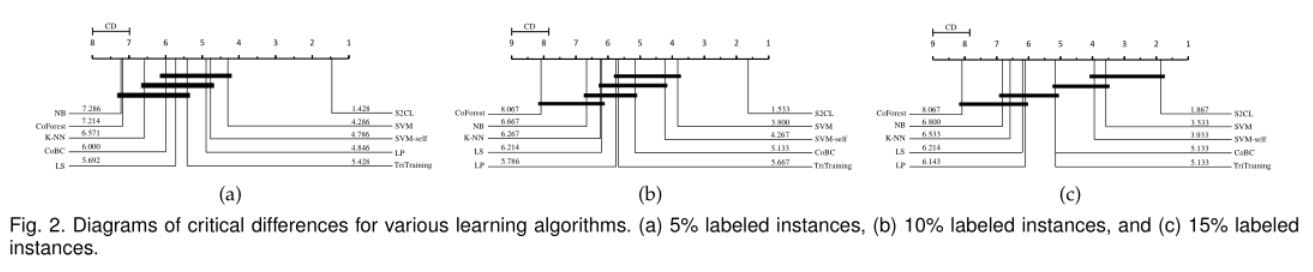 CD
8 7 6 5 4 3 2 1
NB 7.286
CoForest 7.214
K-NN 6.571
CoBC 6.000
LS 5.692
1.428 S2CL
4.286 SVM
4.786 SVM-self
4.846 LP
5.428 TriTraining
(a)
CD
9 8 7 6 5 4 3 2 1
CoForest 8.067
NB 6.667
K-NN 6.267
LS 6.214
LP 5.786
1.533 S2CL
3.800 SVM
4.267 SVM-self
5.133 CoBC
5.667 TriTraining
(b)
CD
9 8 7 6 5 4 3 2 1
CoForest 8.067
NB 6.800
K-NN 6.533
LS 6.214
LP 6.143
1.867 S2CL
3.533 SVM
3.933 SVM-self
5.133 CoBC
5.133 TriTraining
(c)
Fig. 2. Diagrams of critical differences for various learning algorithms. (a) 5% labeled instances, (b) 10% labeled instances, and (c) 15% labeled
instances.